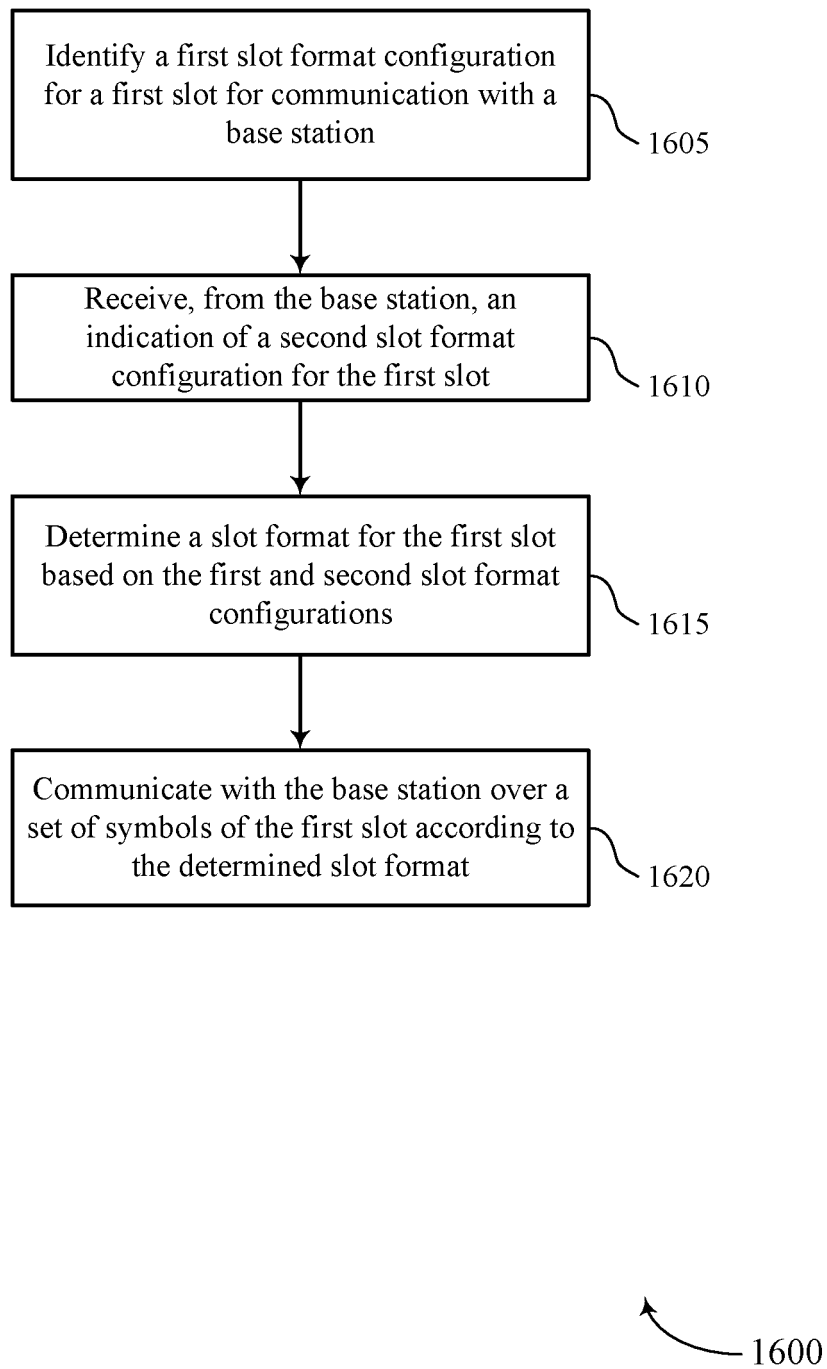 Identify a first slot format configuration
for a first slot for communication with a
base station
1605
Receive, from the base station, an
indication of a second slot format
configuration for the first slot
1610
Determine a slot format for the first slot
based on the first and second slot format
configurations
1615
Communicate with the base station over a
set of symbols of the first slot according to
the determined slot format
1620
1600